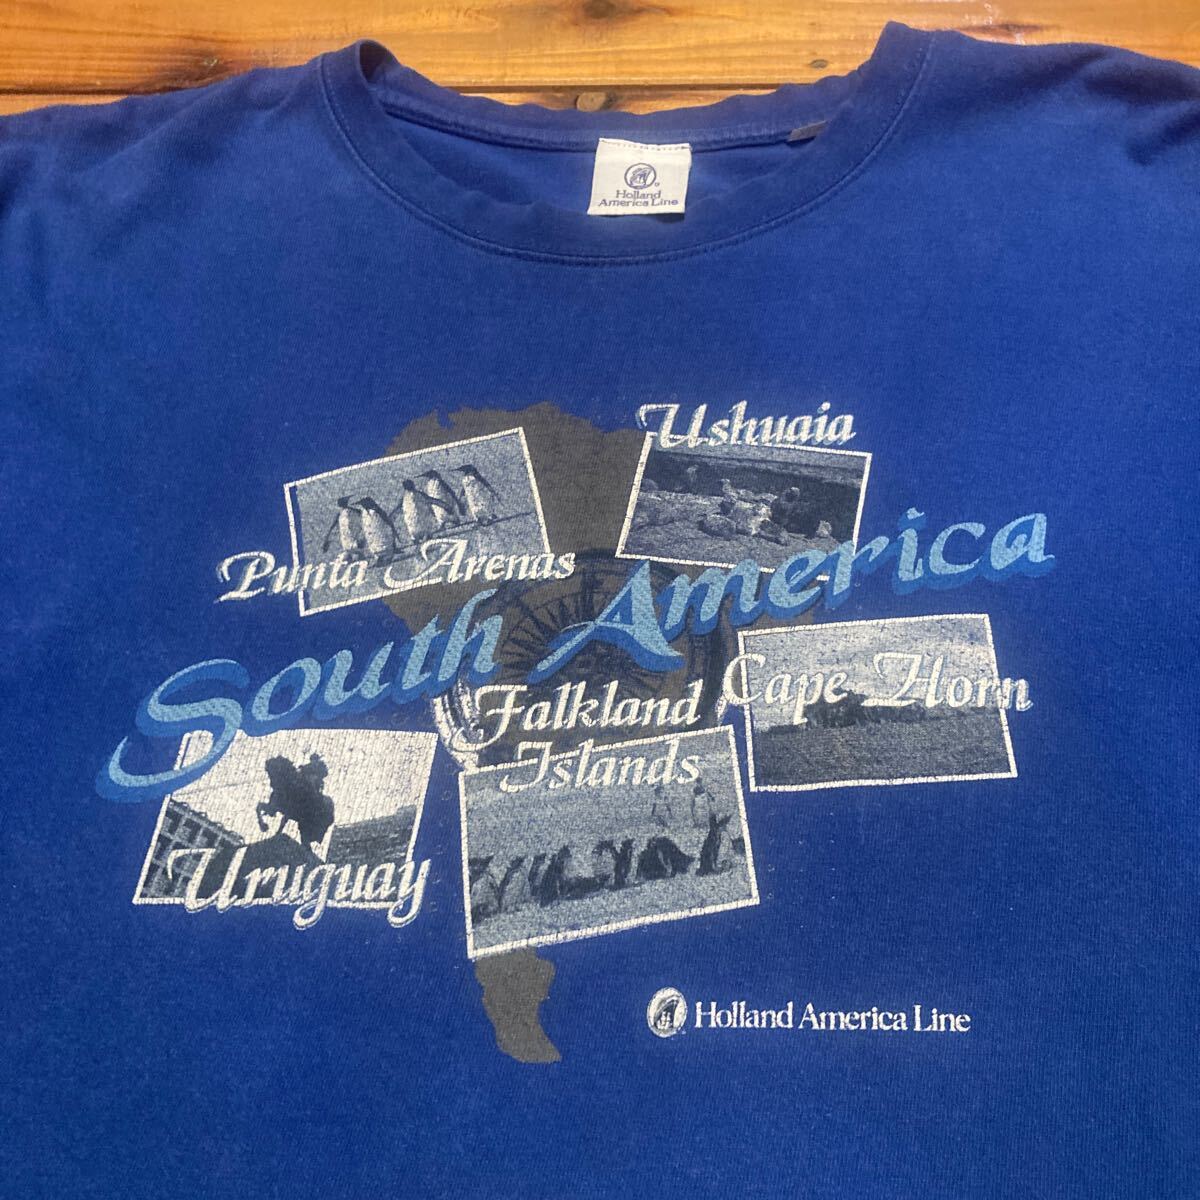 Holland
America Line
Ushuaia
Punta Arenas
South America
Cape Horn
Falkland
Islands
Uruguay
Holland America Line